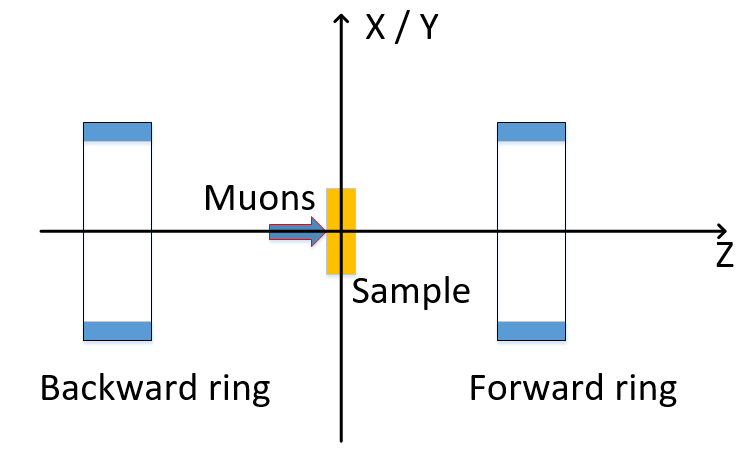 X / Y
Muons
Z
Sample
Backward ring
Forward ring